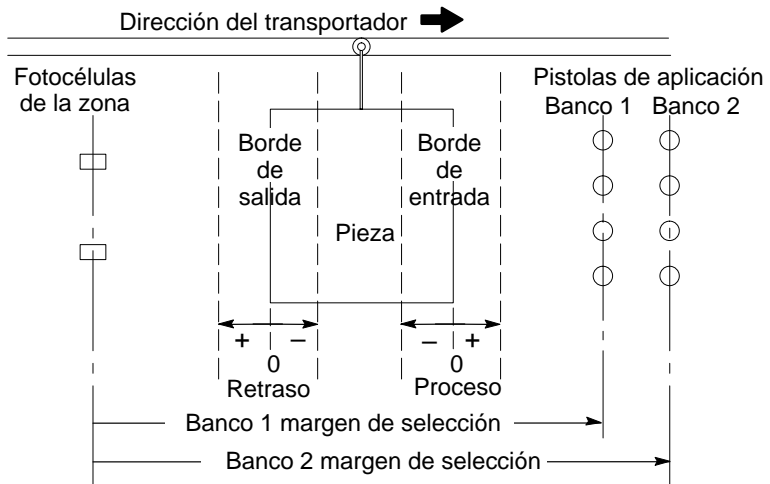 Dirección del transportador
Fotocélulas
de la zona
Pistolas de aplicación
Banco 1 Banco 2
Borde
de
salida
Borde
de
entrada
Pieza
+ −
− +
0
0
Retraso
Proceso
Banco 1 margen de selección
Banco 2 margen de selección